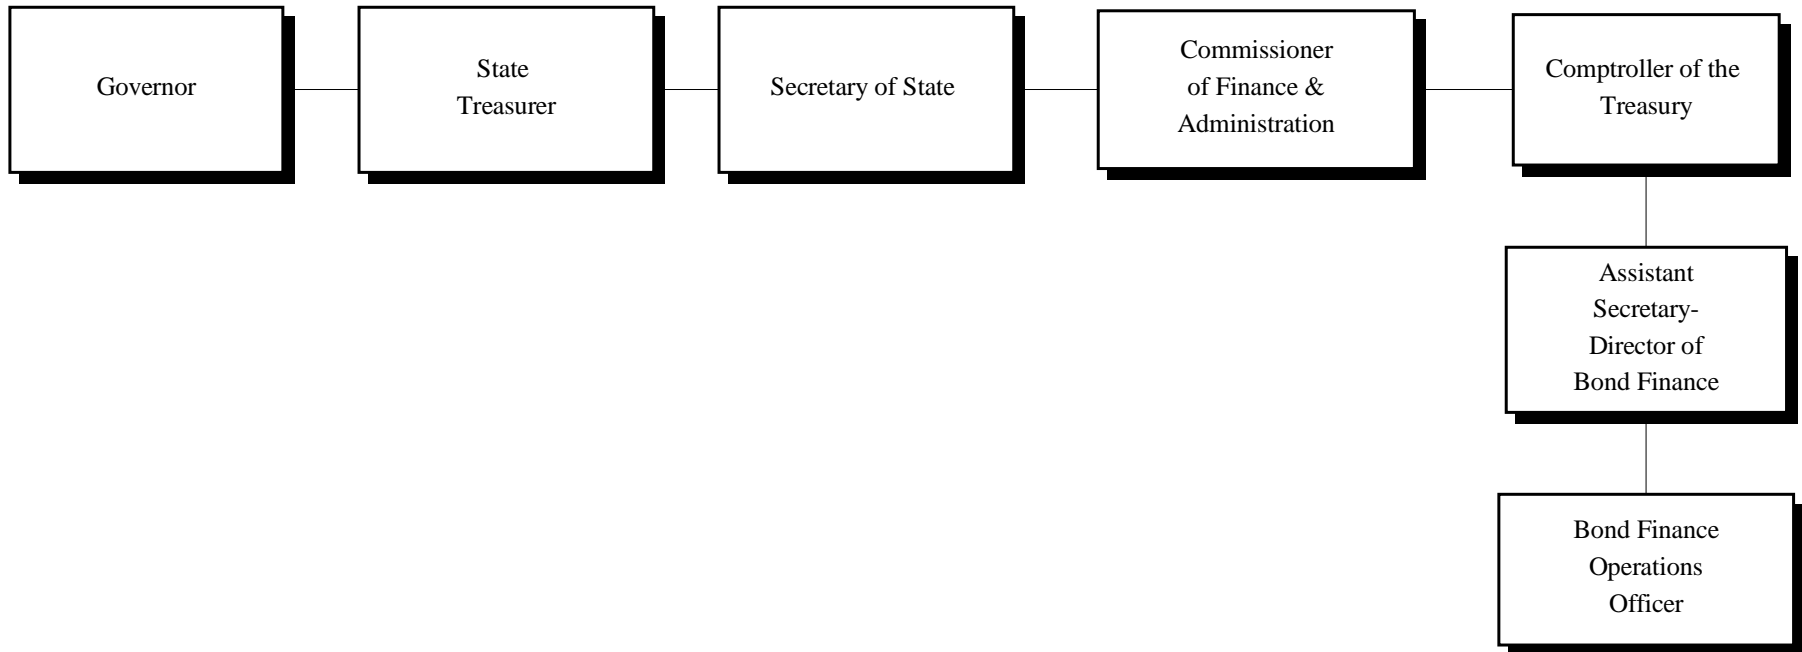 Governor
State
Treasurer
Secretary of State
Commissioner
of Finance &
Administration
Comptroller of the
Treasury
Assistant
Secretary-
Director of
Bond Finance
Bond Finance
Operations
Officer